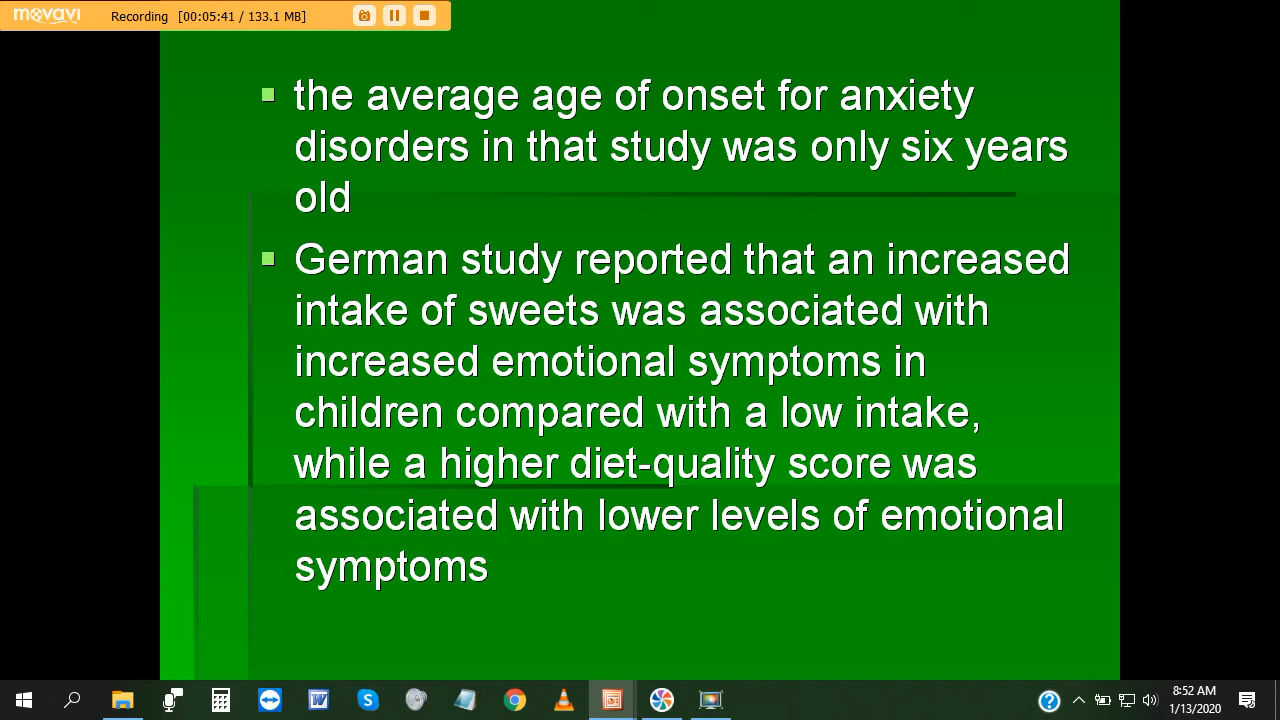 movavi Recording [00:05:41 / 133.1 MB]
the average age of onset for anxiety
disorders in that study was only six years
old
German study reported that an increased
intake of sweets was associated with
increased emotional symptoms in
children compared with a low intake,
while a higher diet-quality score was
associated with lower levels of emotional
symptoms
8:52 AM
1/13/2020